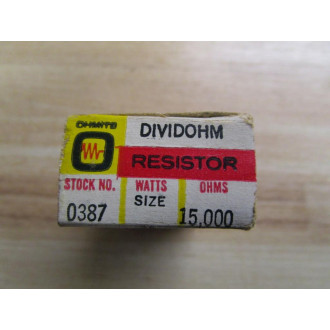 OHMITE
DIVIDOHM
RESISTOR
STOCK NO. WATTS OHMS
0387 SIZE 15,000